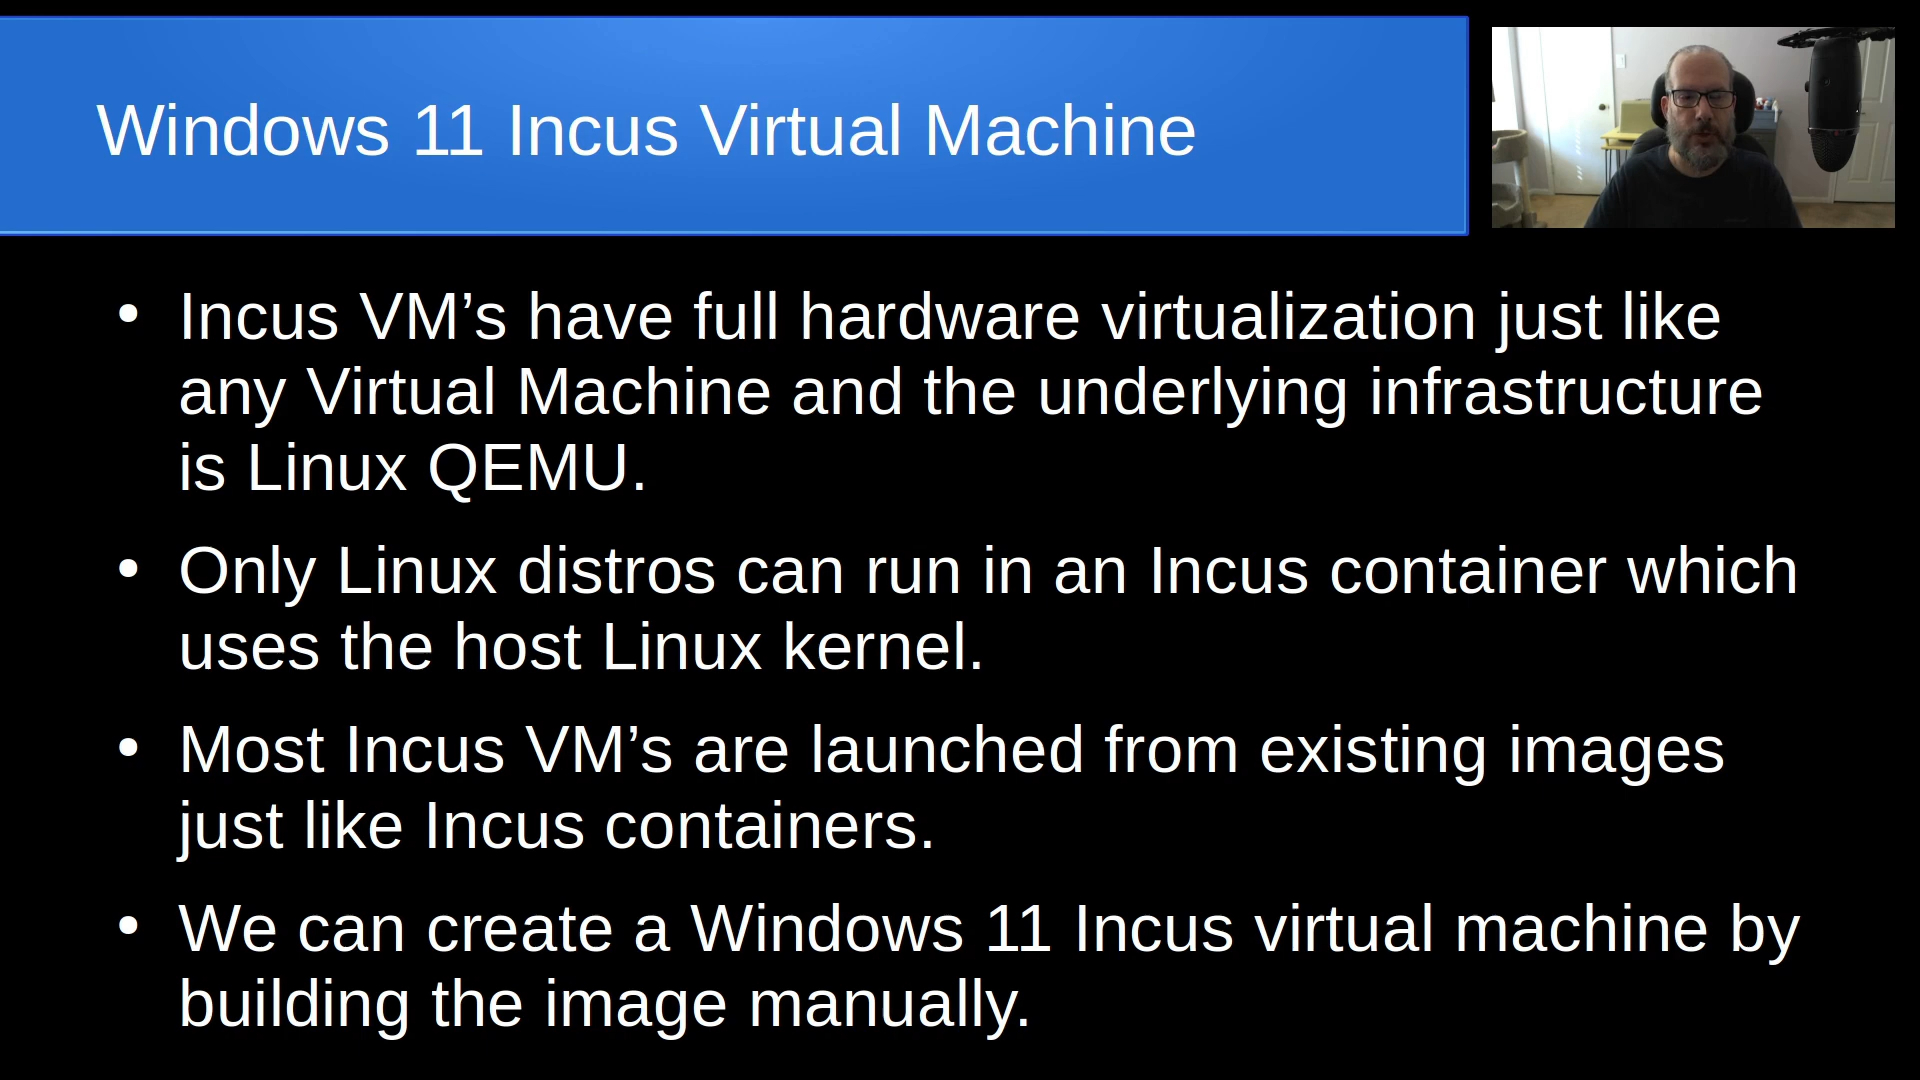 Windows 11 Incus Virtual Machine
• Incus VM’s have full hardware virtualization just like
any Virtual Machine and the underlying infrastructure
is Linux QEMU.
• Only Linux distros can run in an Incus container which
uses the host Linux kernel.
• Most Incus VM’s are launched from existing images
just like Incus containers.
• We can create a Windows 11 Incus virtual machine by
building the image manually.